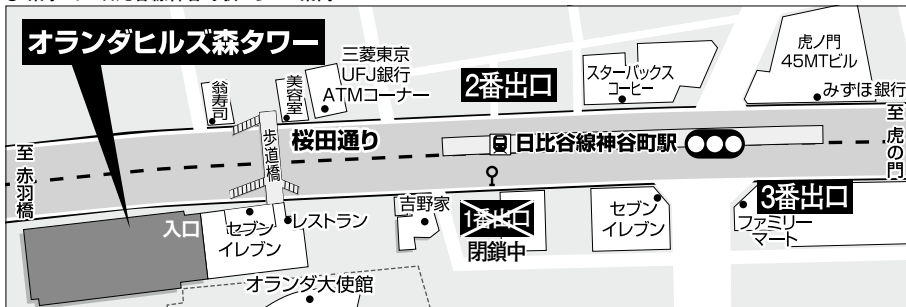 オランダヒルズ森タワー
翁寿司
美容室
三菱東京
UFJ銀行
ATMコーナー
2番出口
スターバックス
コーヒー
虎ノ門
45MTビル
みずほ銀行
至 虎の門
至 赤羽橋
歩道橋
桜田通り
日比谷線神谷町駅
入口
セブン
イレブン
レストラン
吉野家
1番出口
閉鎖中
セブン
イレブン
3番出口
ファミリー
マート
オランダ大使館